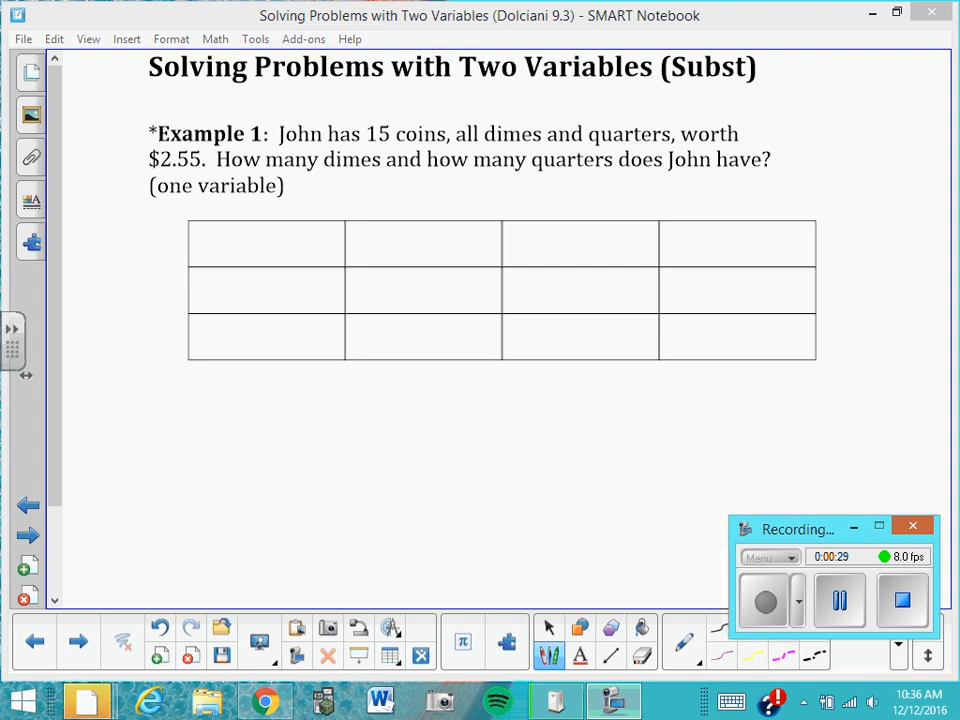 Solving Problems with Two Variables (Dolciani 9.3) - SMART Notebook
File Edit View Insert Format Math Tools Add-ons Help
Solving Problems with Two Variables (Subst)
*Example 1: John has 15 coins, all dimes and quarters, worth
$2.55. How many dimes and how many quarters does John have?
(one variable)
Recording...
Menu 0:00:29 8.0 fps
10:36 AM
12/12/2016